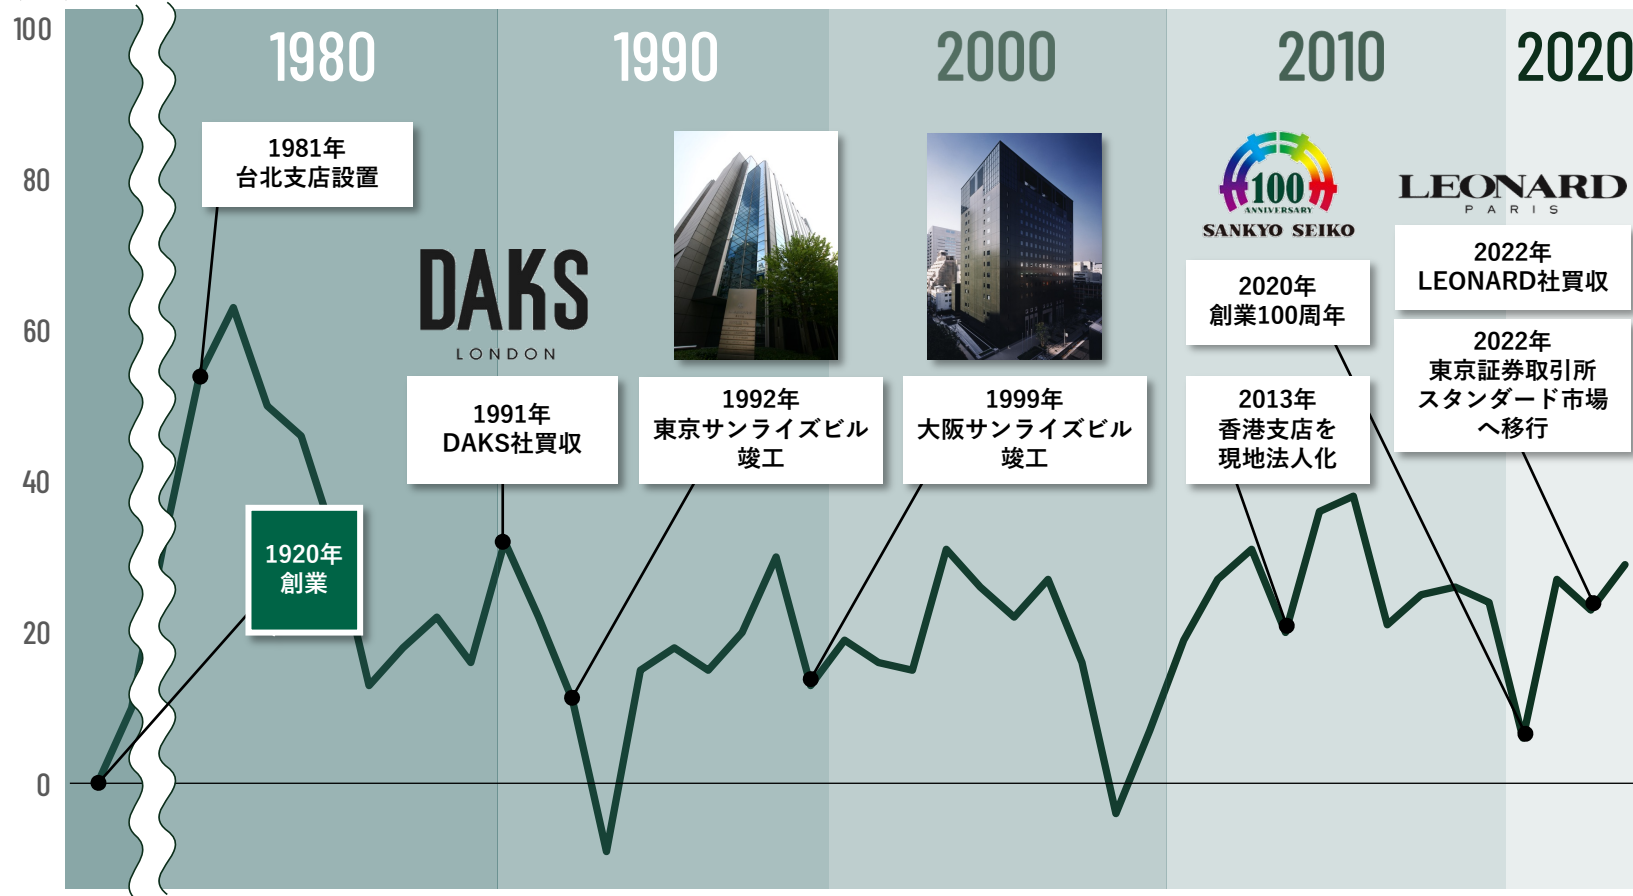 100
80
60
40
20
0
1980
1990
2000
2010
2020
1981年
台北支店設置
1920年
創業
DAKS
LONDON
1991年
DAKS社買収
1992年
東京サンライズビル
竣工
1999年
大阪サンライズビル
竣工
100
ANNIVERSARY
SANKYO SEIKO
2020年
創業100周年
2013年
香港支店を
現地法人化
LEONARD
PARIS
2022年
LEONARD社買収
2022年
東京証券取引所
スタンダード市場
へ移行